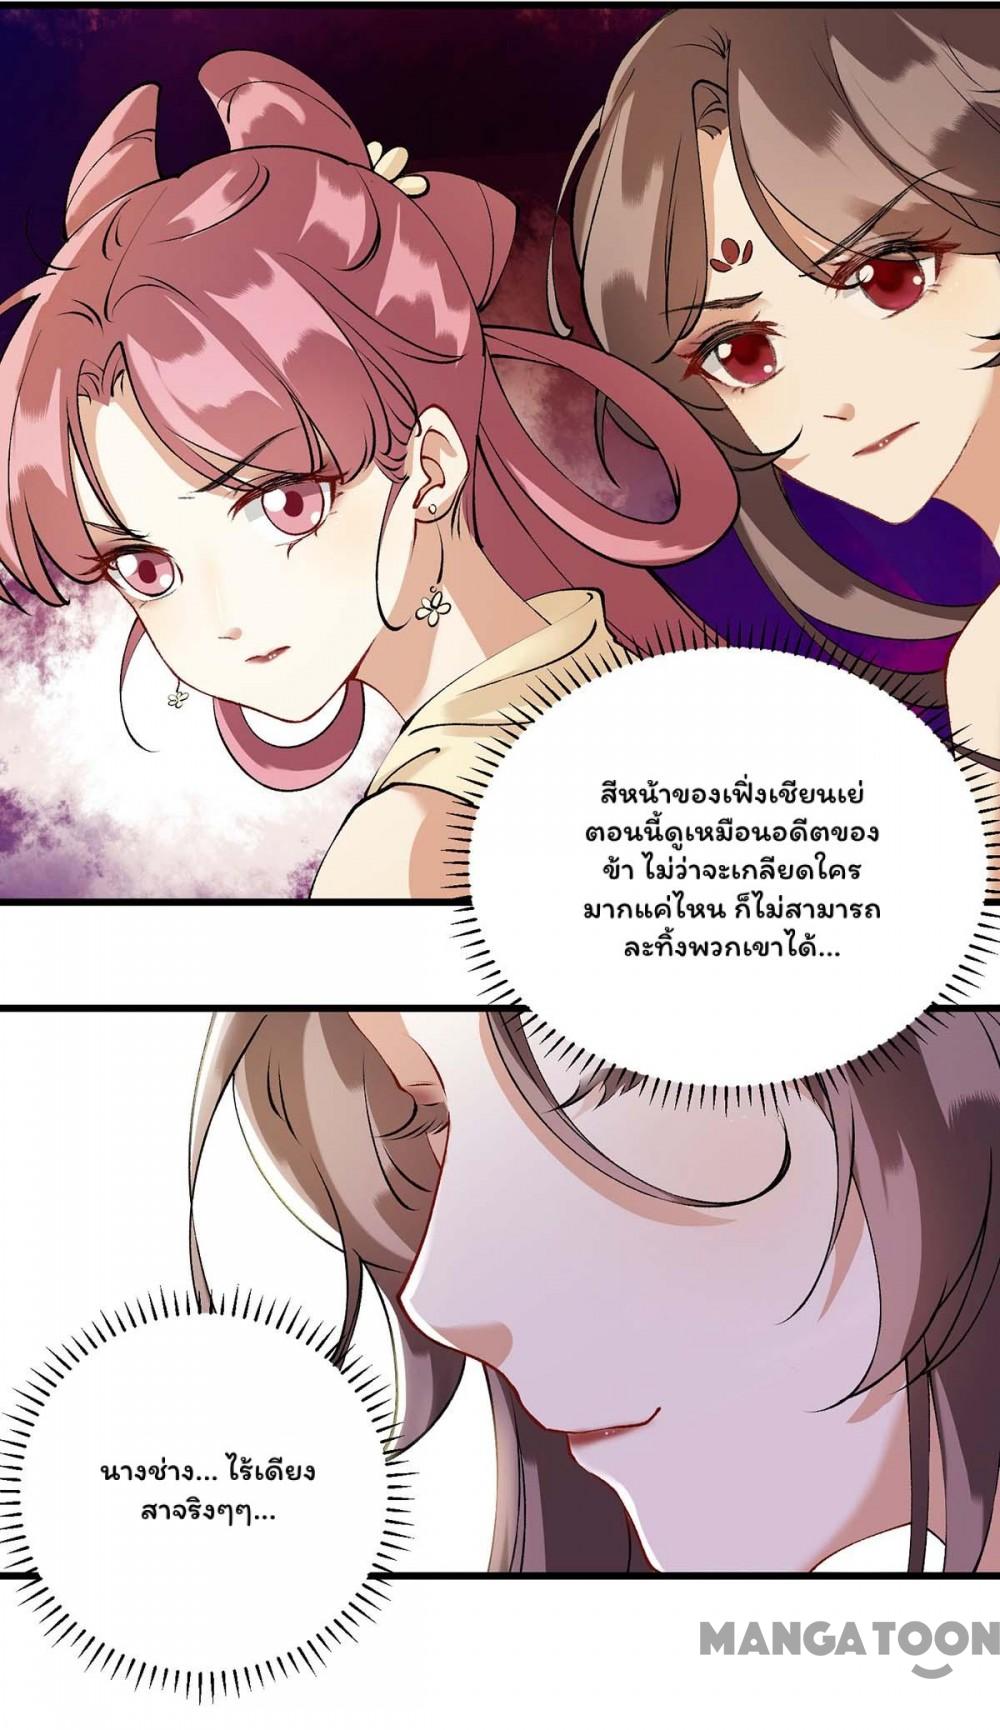 สีหน้าของเฟิ่งเชียนเย่
ตอนนี้ดูเหมือนอดีตของ
ข้า ไม่ว่าจะเกลียดใคร
มากแค่ไหน ก็ไม่สามารถ
ละทิ้งพวกเขาได้...
นางช่าง... ไร้เดียง
สาจริงๆๆ...
MANGATOON